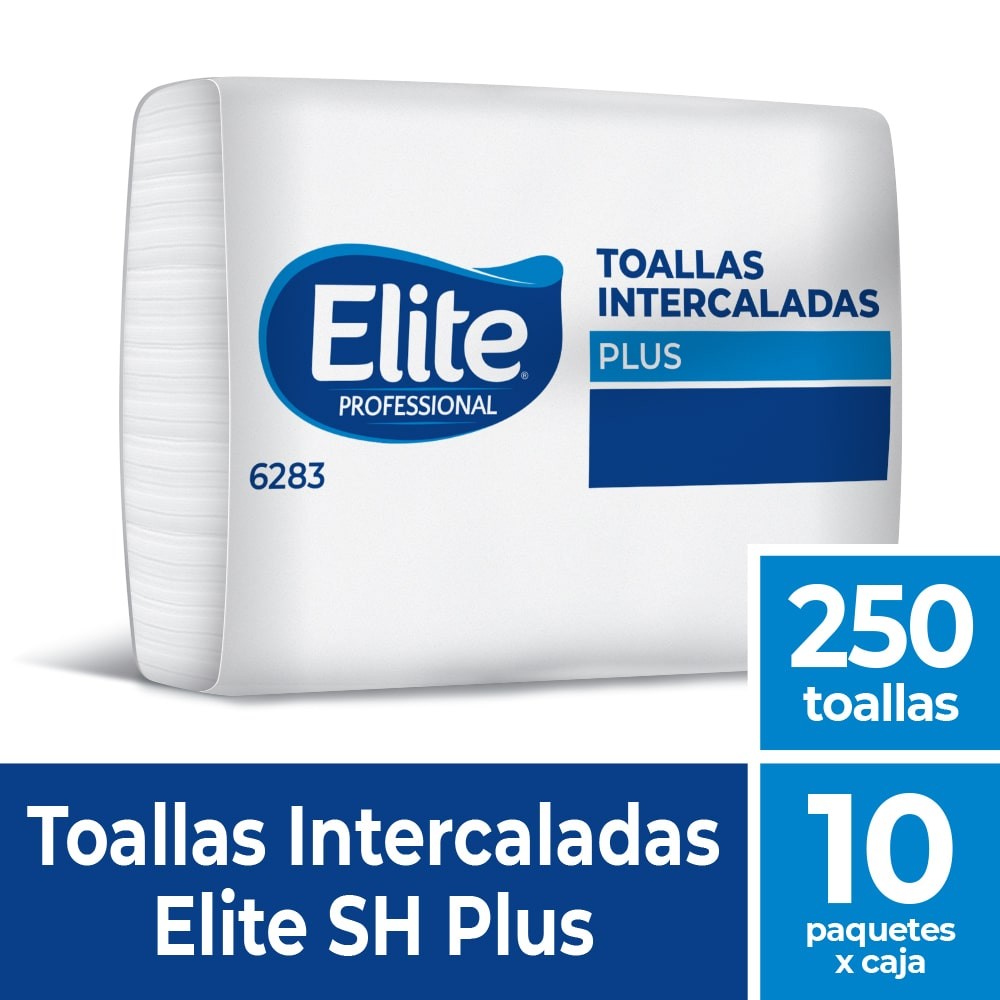 Elite®
PROFESSIONAL
6283
TOALLAS
INTERCALADAS
PLUS
250
toallas
Toallas Intercaladas
Elite SH Plus
10
paquetes
x caja